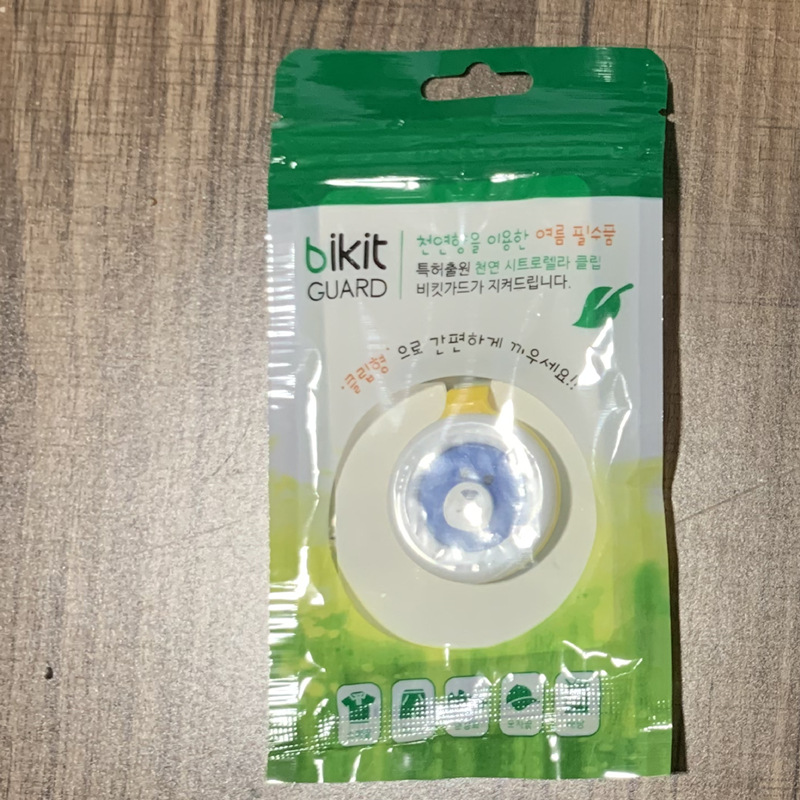 bikit
GUARD
천연향을 이용한 여름 필수품
특허출원 천연 시트로렐라 클립
비킷가드가 지켜드립니다.
'클립형'으로 간편하게 끼우세요!!